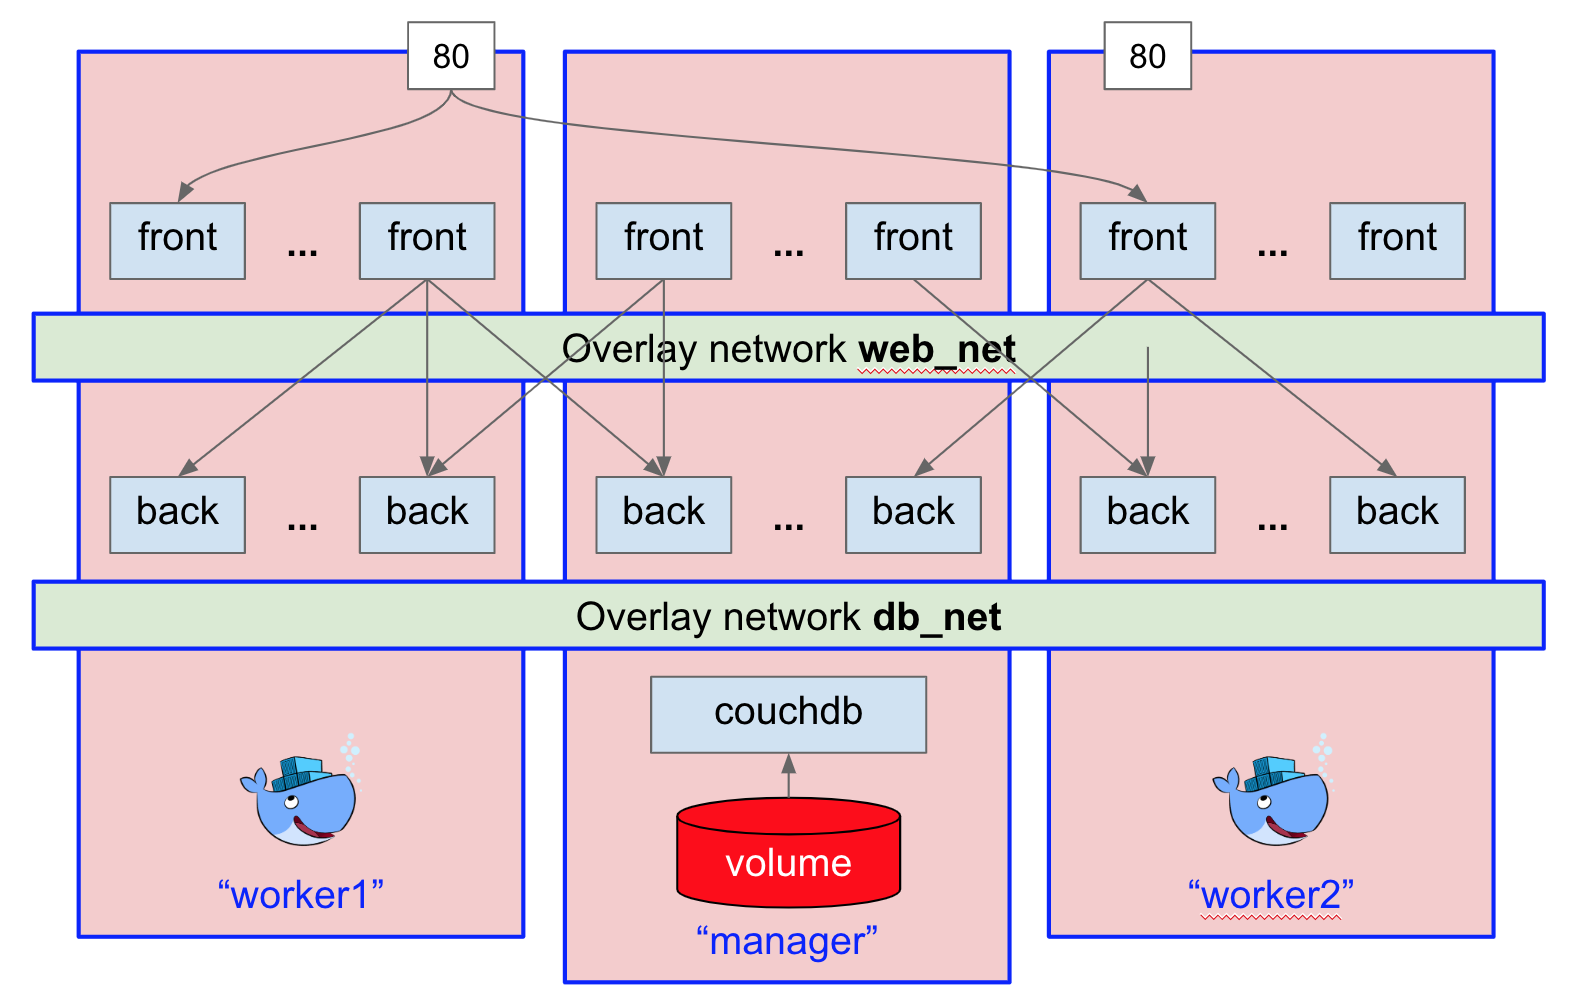 80
80
front
...
front
front
...
front
front
...
front
Overlay network web_net
back
...
back
back
...
back
back
...
back
Overlay network db_net
couchdb
volume
“worker1”
“manager”
“worker2”